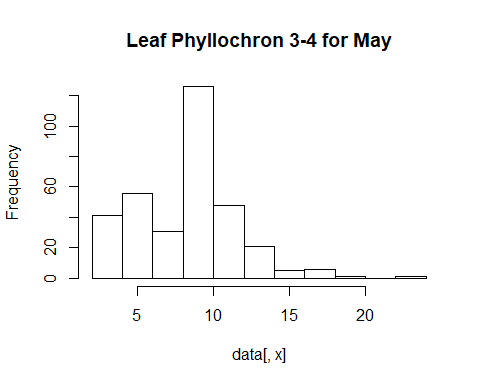 Leaf Phyllochron 3-4 for May
Frequency
100
60
20
0
5 10 15 20
data[, x]